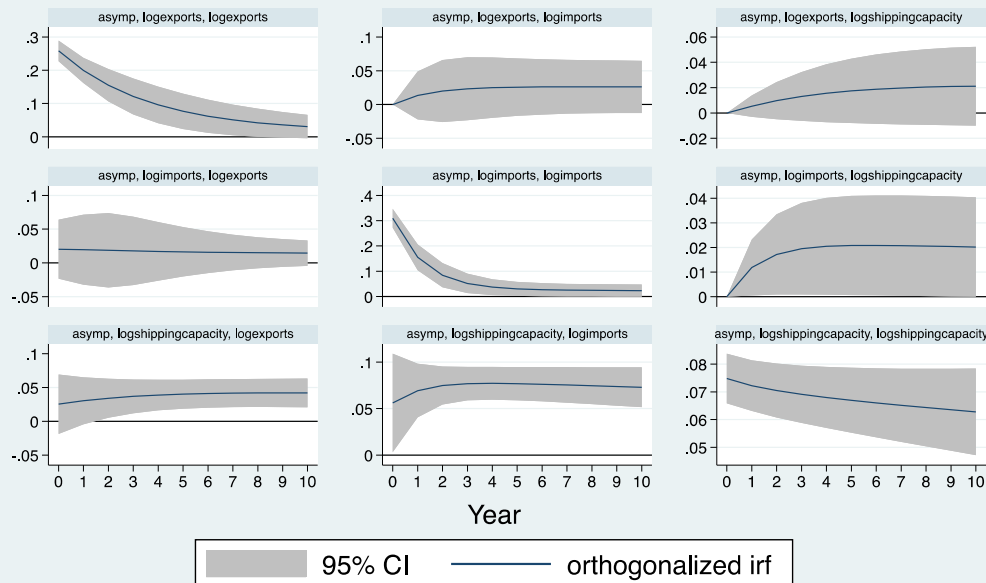 asymp, logexports, logexports
asymp, logexports, logimports
asymp, logexports, logshippingcapacity
.3
.2
.1
0
.1
.05
0
-.05
.06
.04
.02
0
-.02
asymp, logimports, logexports
asymp, logimports, logimports
asymp, logimports, logshippingcapacity
.1
.05
0
-.05
.4
.3
.2
.1
0
.04
.03
.02
.01
0
asymp, logshippingcapacity, logexports
asymp, logshippingcapacity, logimports
asymp, logshippingcapacity, logshippingcapacity
.1
.05
0
-.05
.1
.05
0
.08
.07
.06
.05
0 1 2 3 4 5 6 7 8 9 10
0 1 2 3 4 5 6 7 8 9 10
0 1 2 3 4 5 6 7 8 9 10
Year
95% CI
orthogonalized irf